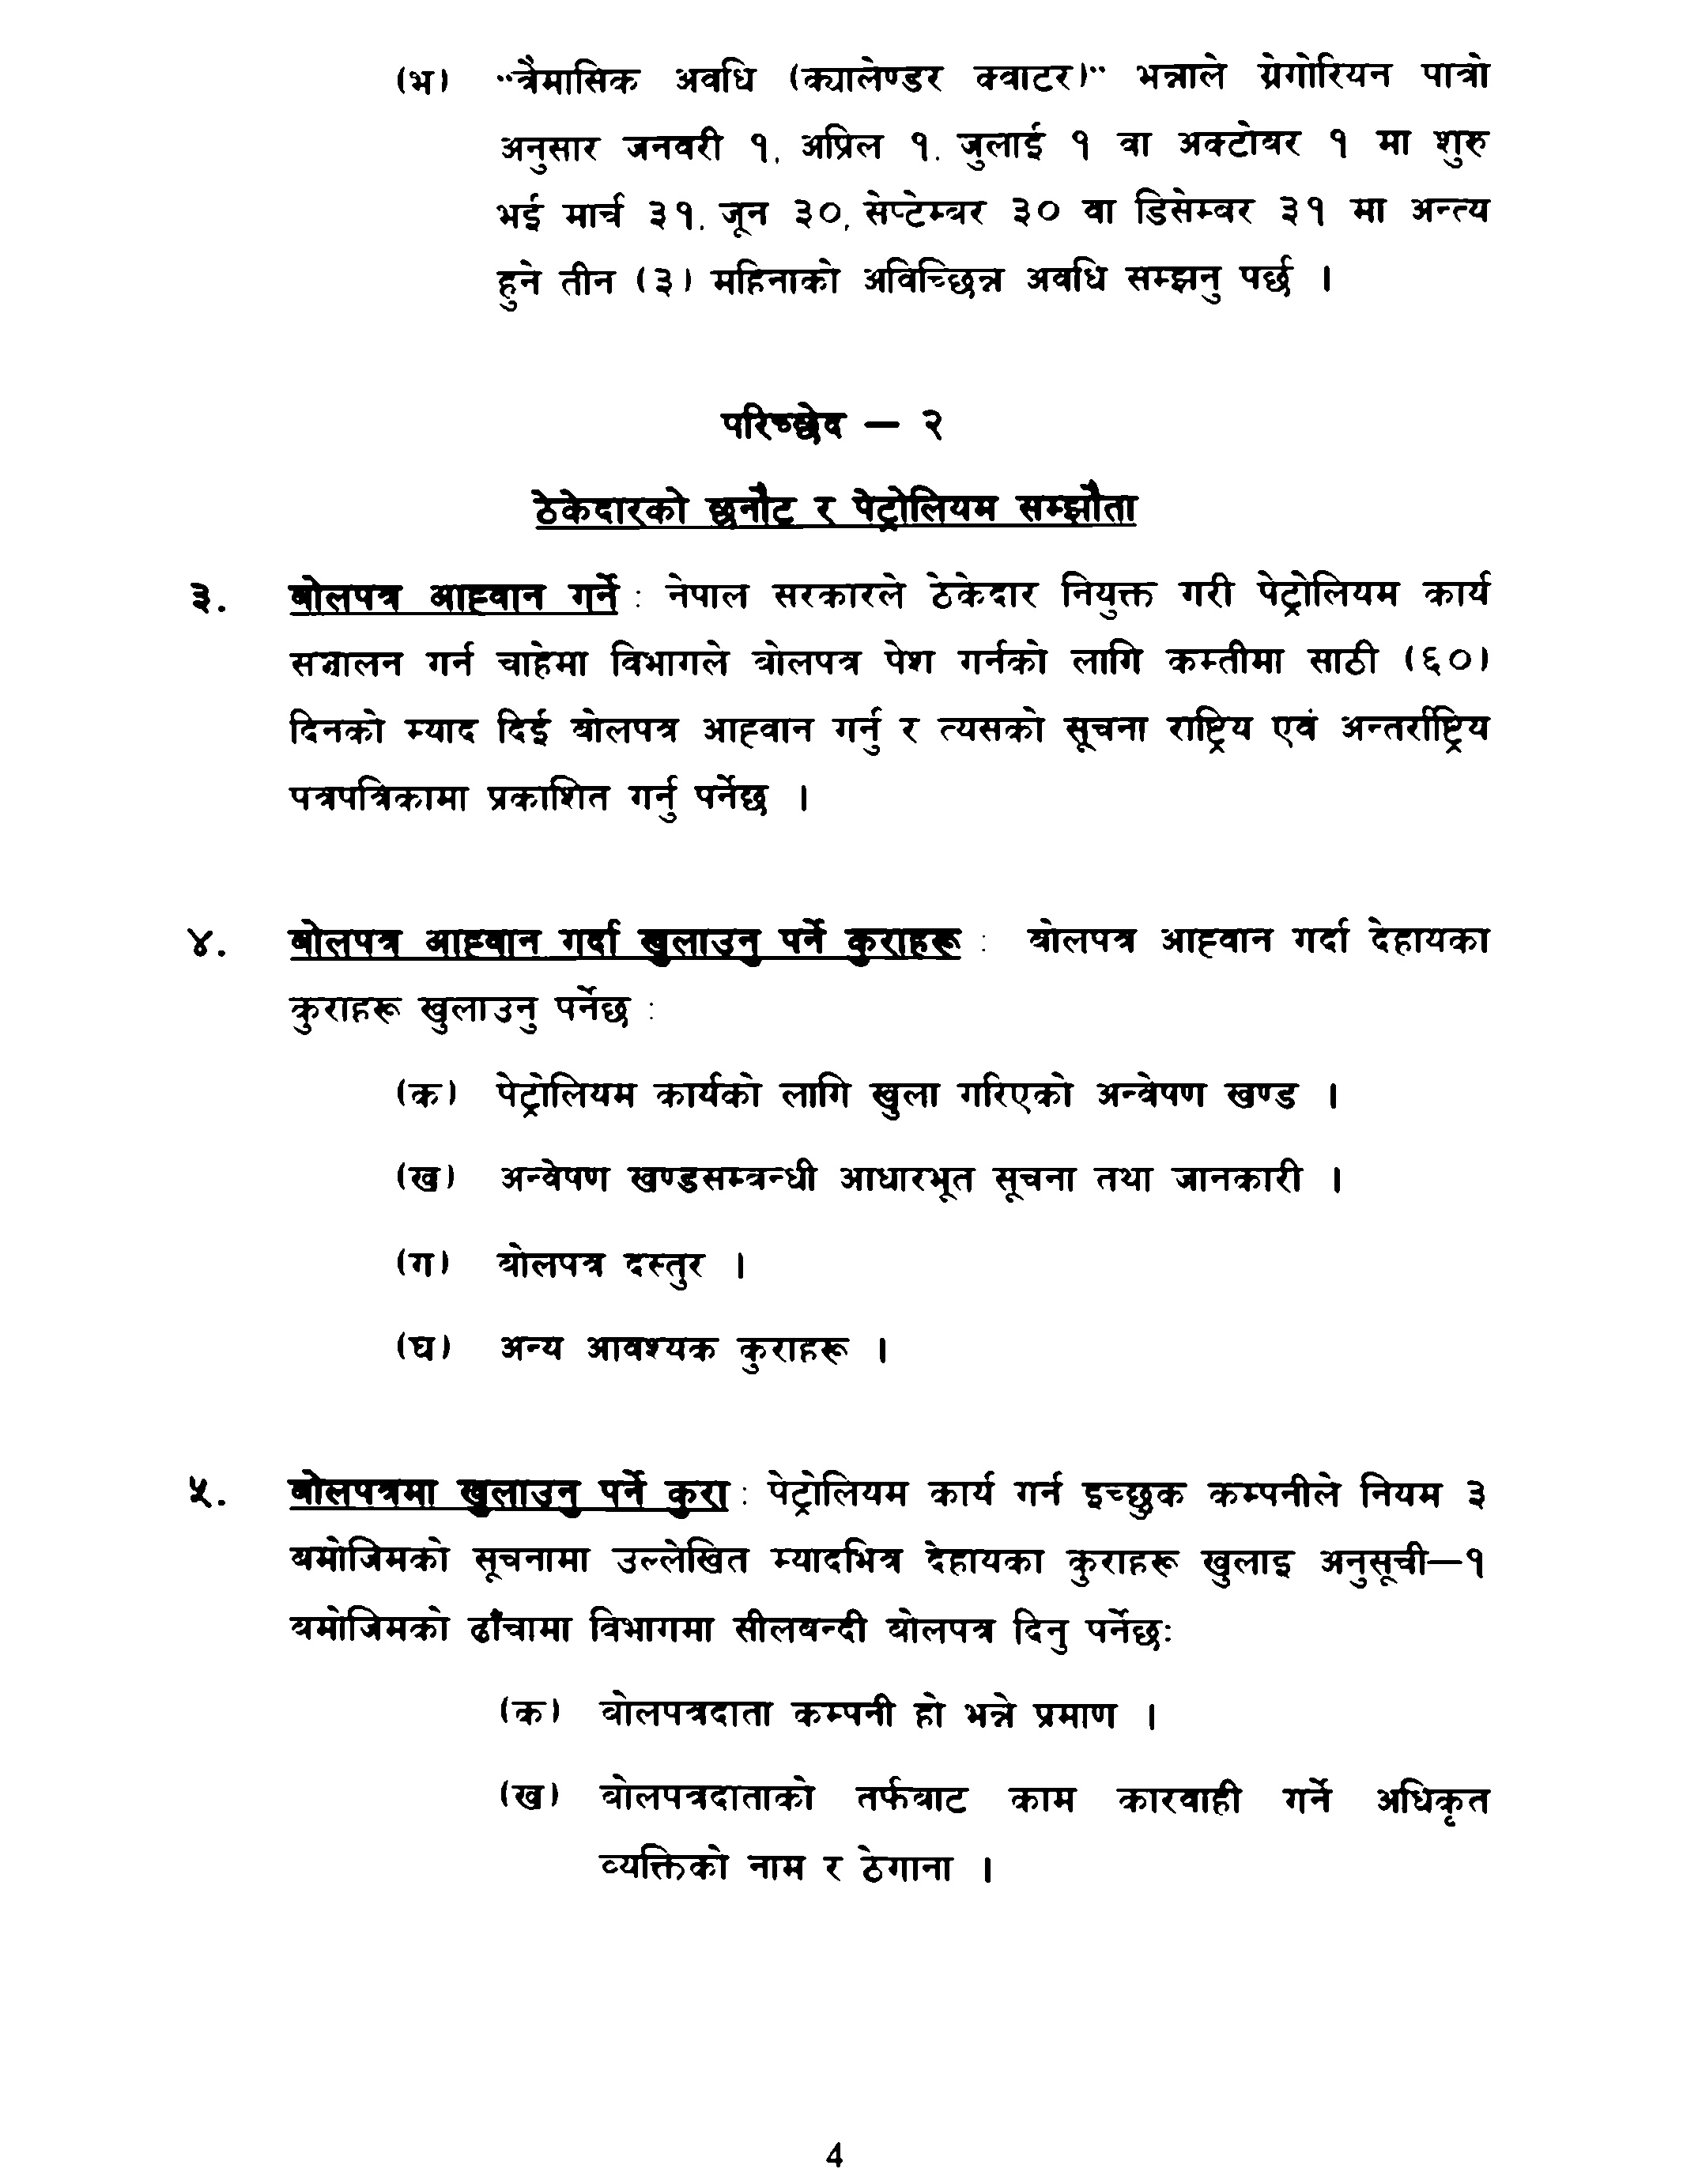 (भ) “त्रैमासिक अवधि (क्यालेण्डर क्वाटर)” भन्नाले ग्रेगोरियन पात्रो
अनुसार जनवरी १, अप्रिल १, जुलाई १ वा अक्टोबर १ मा शुरु
भई मार्च ३१, जून ३०, सेप्टेम्बर ३० वा डिसेम्बर ३१ मा अन्त्य
हुने तीन (३) महिनाको अविच्छिन्न अवधि सम्झनु पर्छ ।
परिच्छेद — २
ठेकेदारको छनौट र पेट्रोलियम सम्झौता
३. बोलपत्र आह्वान गर्ने : नेपाल सरकारले ठेकेदार नियुक्त गरी पेट्रोलियम कार्य
सञ्चालन गर्न चाहेमा विभागले बोलपत्र पेश गर्नको लागि कम्तीमा साठी (६०)
दिनको म्याद दिई बोलपत्र आह्वान गर्नु र त्यसको सूचना राष्ट्रिय एवं अन्तर्राष्ट्रिय
पत्रपत्रिकामा प्रकाशित गर्नु पर्नेछ ।
४. बोलपत्र आह्वान गर्दा खुलाउनु पर्ने कुराहरू : बोलपत्र आह्वान गर्दा देहायका
कुराहरू खुलाउनु पर्नेछ :
(क) पेट्रोलियम कार्यको लागि खुला गरिएको अन्वेषण खण्ड ।
(ख) अन्वेषण खण्डसम्बन्धी आधारभूत सूचना तथा जानकारी ।
(ग) बोलपत्र दस्तुर ।
(घ) अन्य आवश्यक कुराहरू ।
५. बोलपत्रमा खुलाउनु पर्ने कुरा : पेट्रोलियम कार्य गर्न इच्छुक कम्पनीले नियम ३
बमोजिमको सूचनामा उल्लेखित म्यादभित्र देहायका कुराहरू खुलाइ अनुसूची—१
बमोजिमको ढाँचामा विभागमा सीलबन्दी बोलपत्र दिनु पर्नेछः
(क) बोलपत्रदाता कम्पनी हो भन्ने प्रमाण ।
(ख) बोलपत्रदाताको तर्फबाट काम कारवाही गर्ने अधिकृत
व्यक्तिको नाम र ठेगाना ।
4